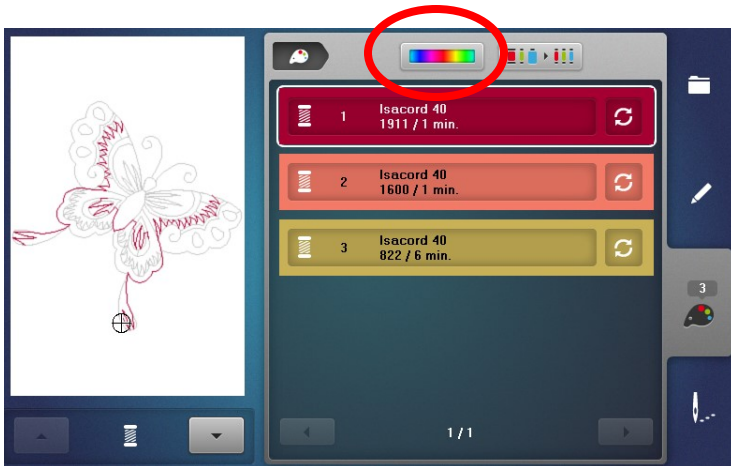 1
Isacord 40
1911 / 1 min.
2
Isacord 40
1600 / 1 min.
3
Isacord 40
822 / 6 min.
3
1 / 1